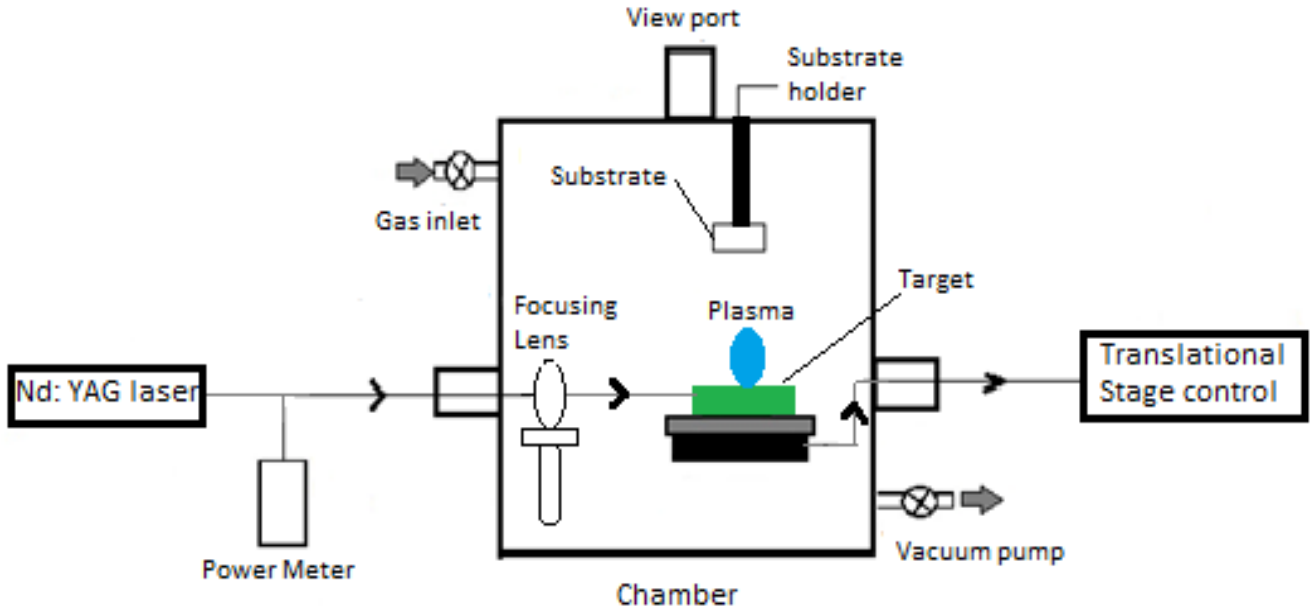 View port
Substrate
holder
Substrate
Gas inlet
Target
Focusing
Lens
Plasma
Nd: YAG laser
Translational
Stage control
Power Meter
Vacuum pump
Chamber